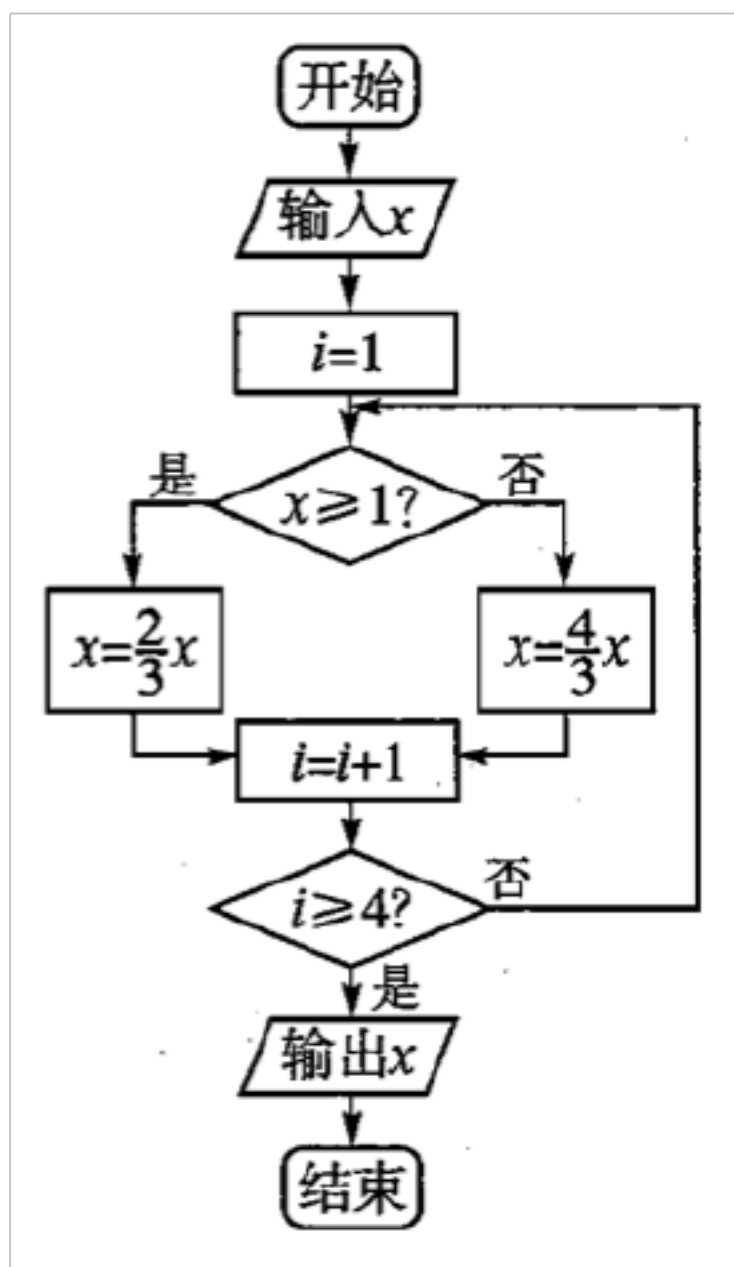 开始
输入x
i=1
x⩾1?
是
否
x=2/3x
x=4/3x
i=i+1
i⩾4?
否
是
输出x
结束